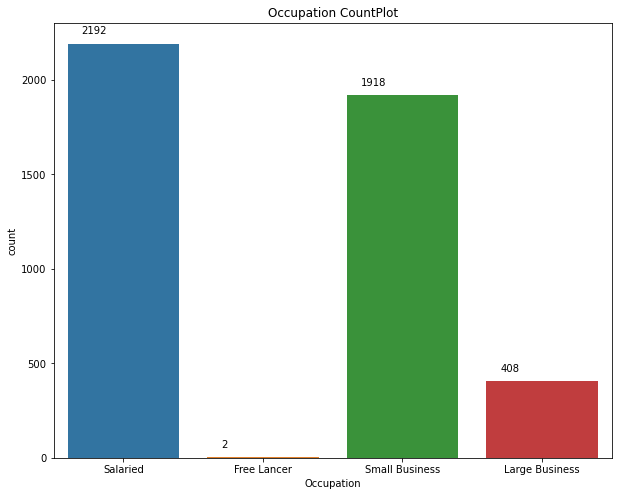 Occupation CountPlot
2192
1918
408
2
count
2000
1500
1000
500
0
Salaried
Free Lancer
Small Business
Large Business
Occupation